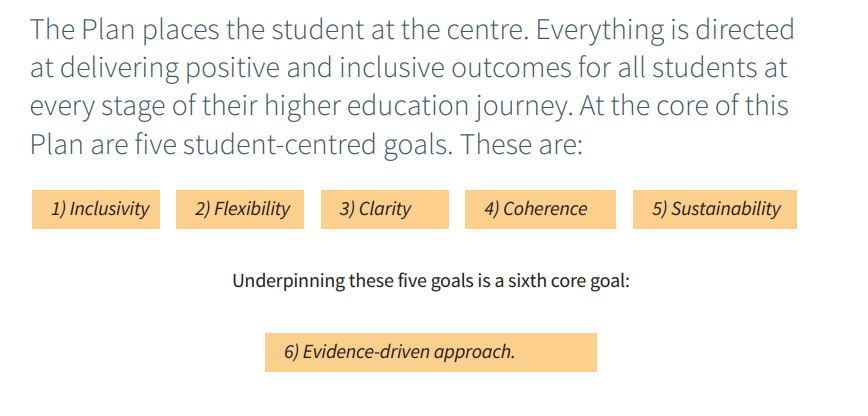 The Plan places the student at the centre. Everything is directed
at delivering positive and inclusive outcomes for all students at
every stage of their higher education journey. At the core of this
Plan are five student-centred goals. These are:
1) Inclusivity
2) Flexibility
3) Clarity
4) Coherence
5) Sustainability
Underpinning these five goals is a sixth core goal:
6) Evidence-driven approach.